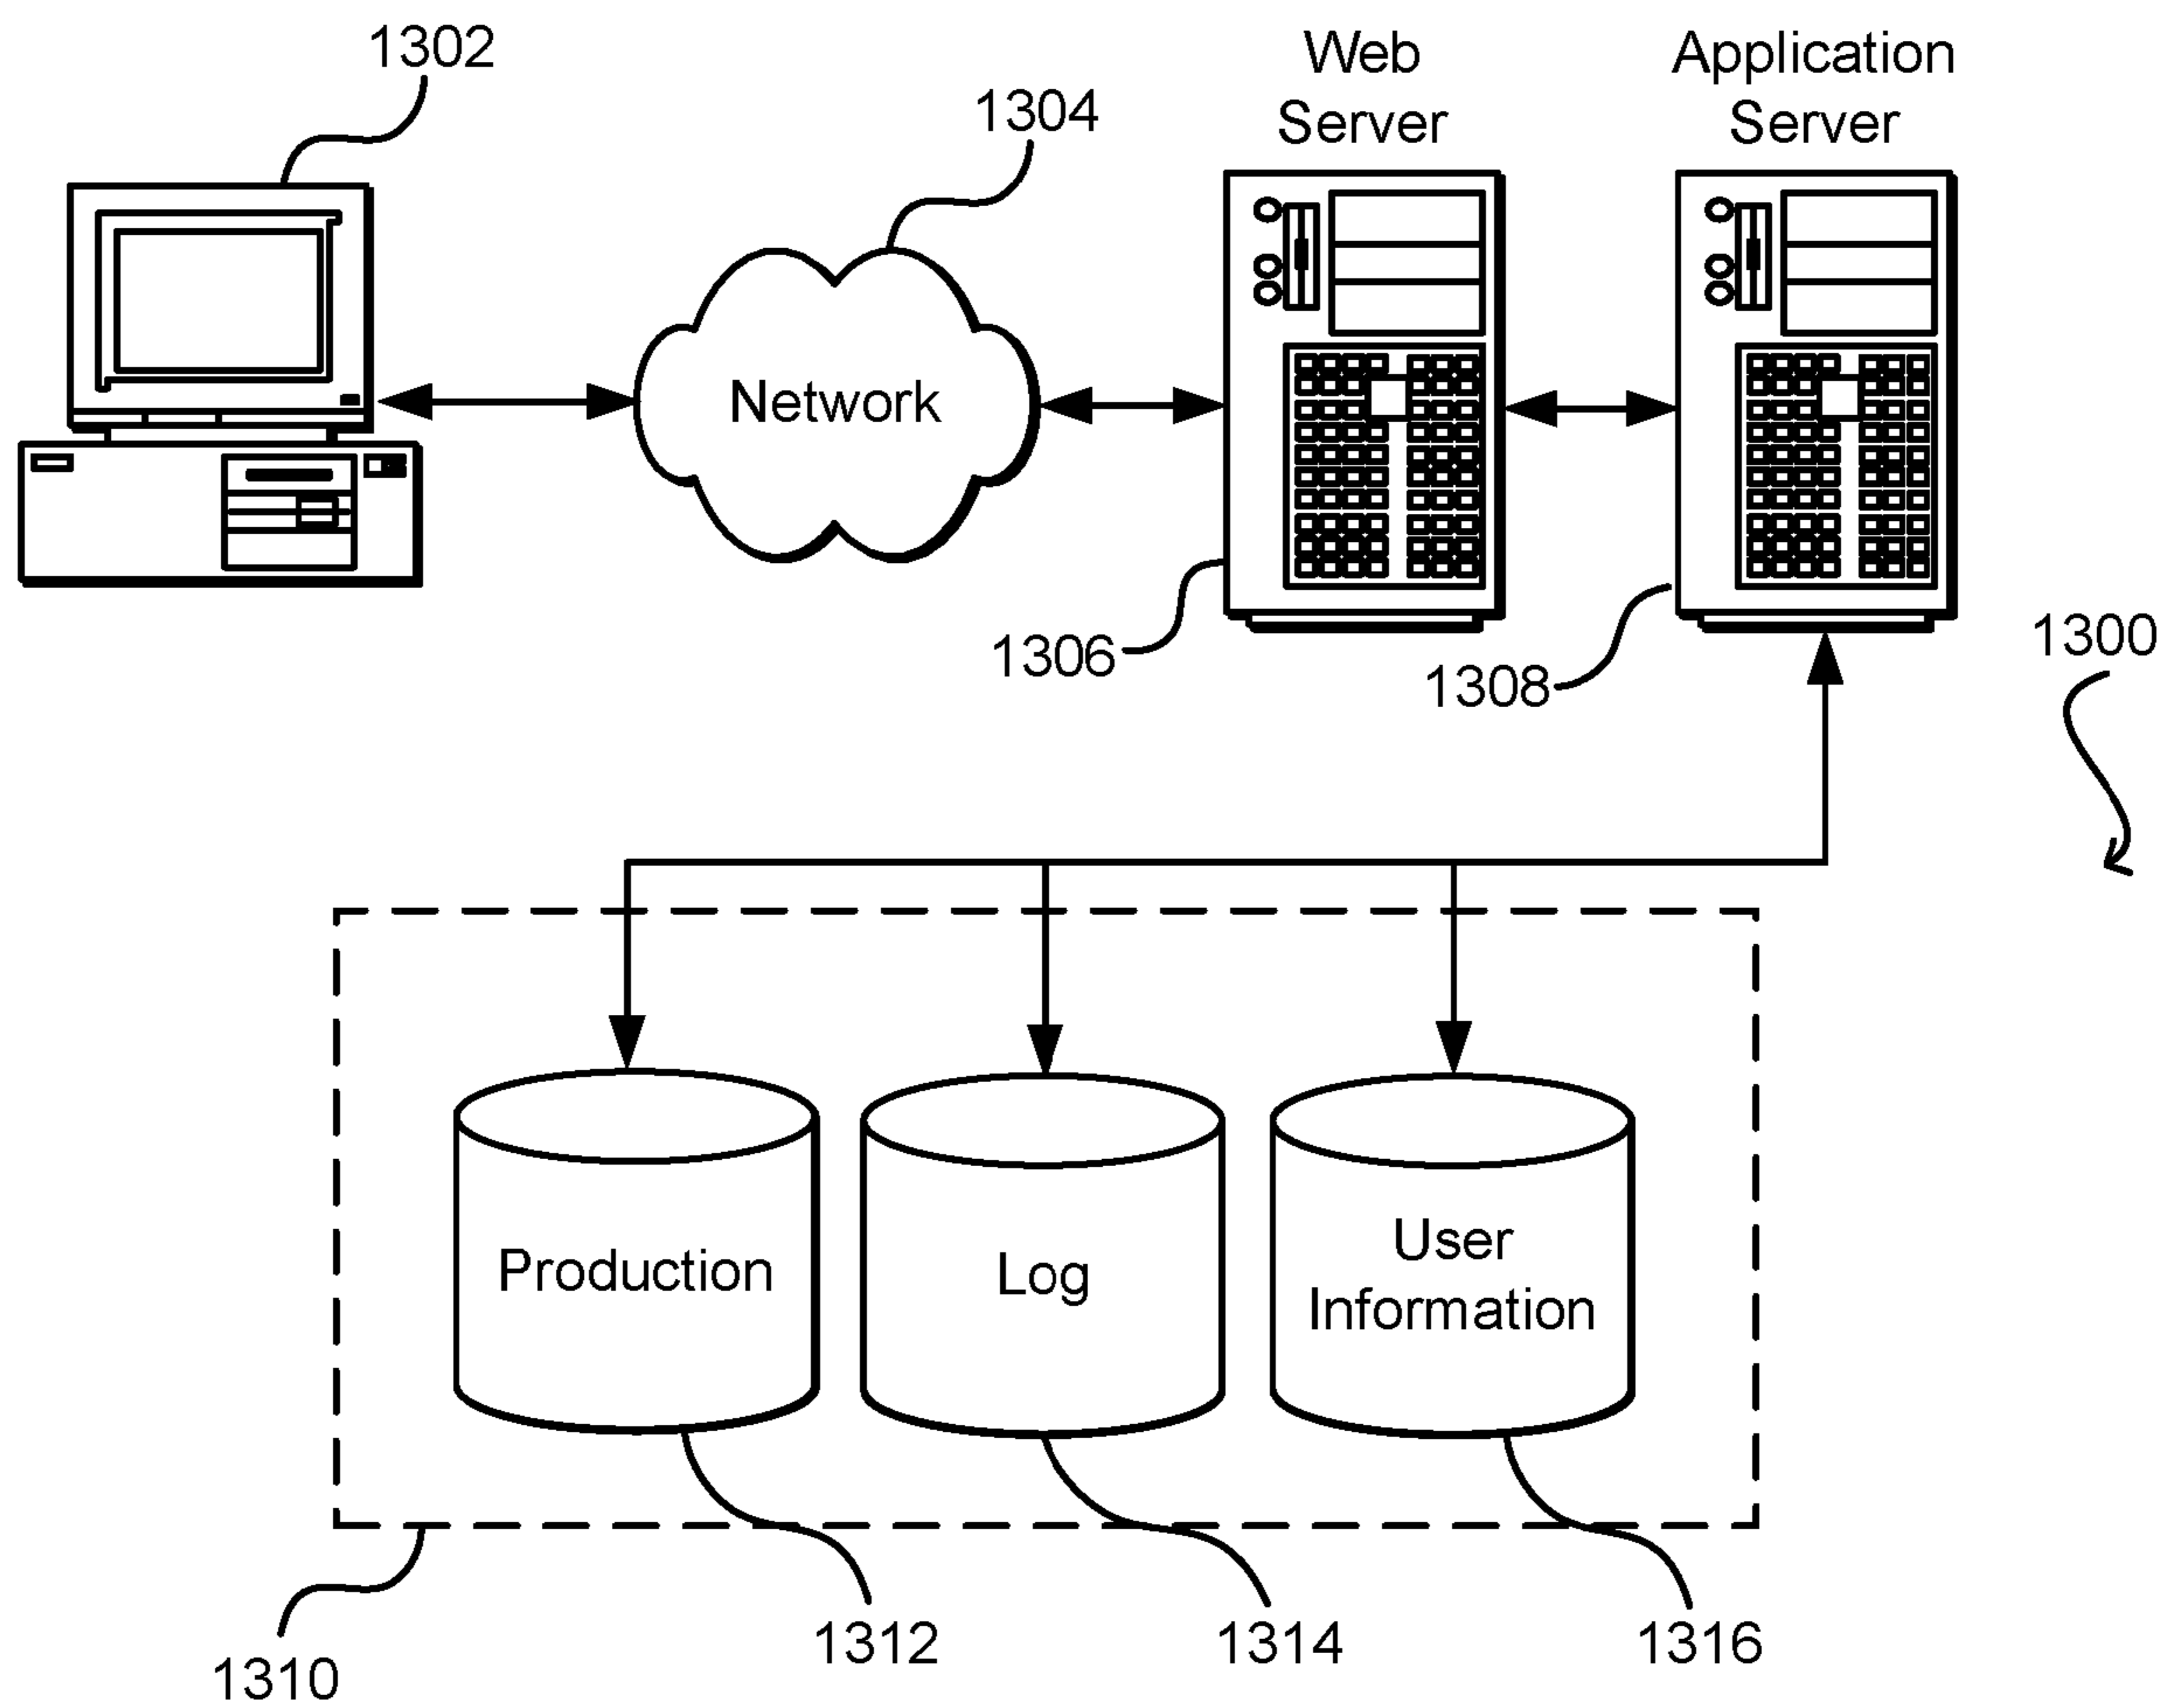 1302
1304
Web
Server
Application
Server
Network
1306
1308
1300
Production
Log
User
Information
1310
1312
1314
1316